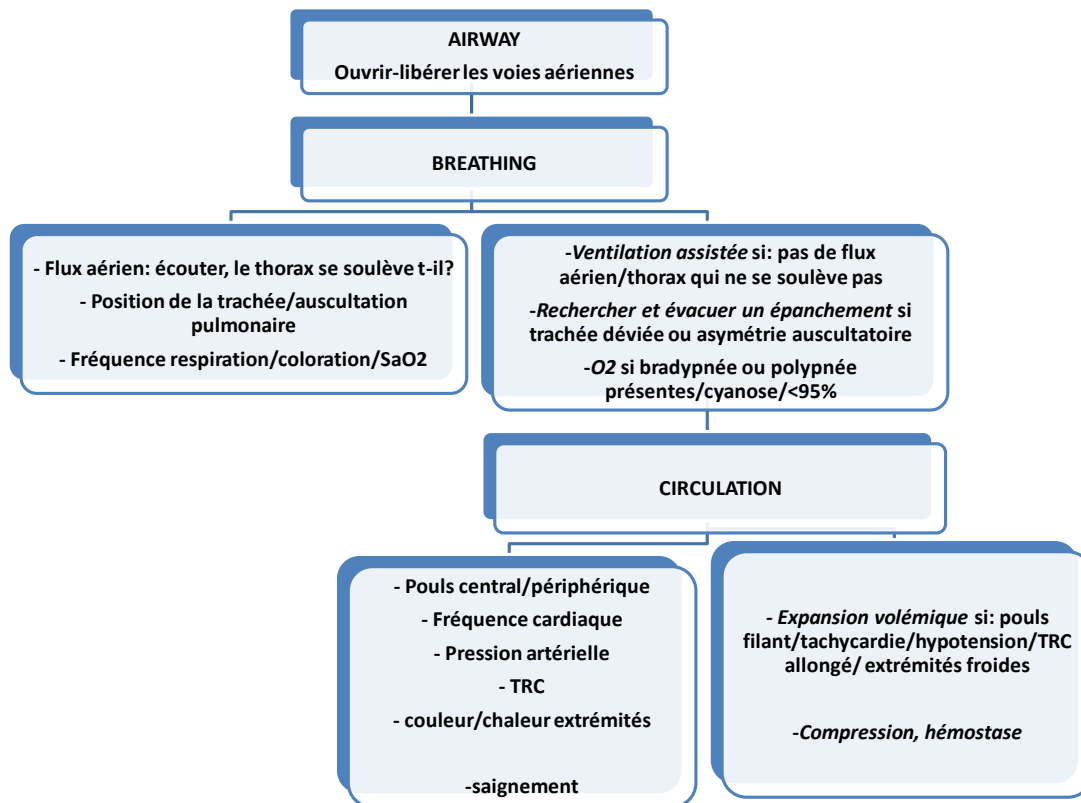 AIRWAY
Ouvrir-libérer les voies aériennes
BREATHING
- Flux aérien: écouter, le thorax se soulève t-il?
- Position de la trachée/auscultation
pulmonaire
- Fréquence respiration/coloration/SaO2
-Ventilation assistée si: pas de flux
aérien/thorax qui ne se soulève pas
-Rechercher et évacuer un épanchement si
trachée déviée ou asymétrie auscultatoire
-O2 si bradypnée ou polypnée
présentes/cyanose/<95%
CIRCULATION
- Pouls central/périphérique
- Fréquence cardiaque
- Pression artérielle
- TRC
- couleur/chaleur extrémités
-saignement
- Expansion volémique si: pouls
filant/tachycardie/hypotension/TRC
allongé/ extrémités froides
-Compression, hémostase